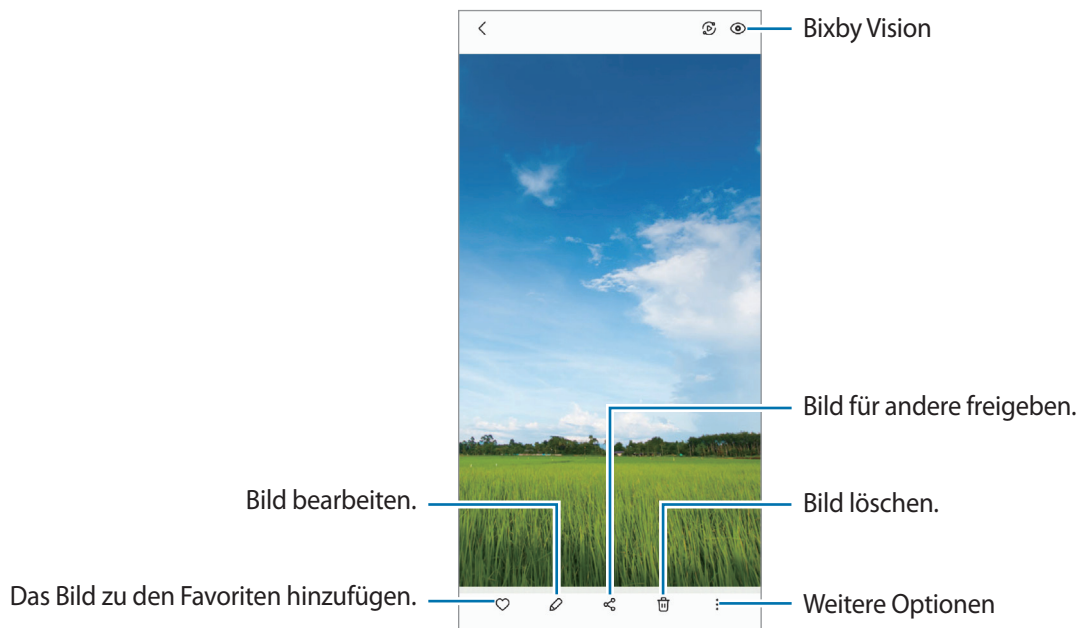 Bixby Vision
Bild für andere freigeben.
Bild bearbeiten.
Bild löschen.
Das Bild zu den Favoriten hinzufügen.
Weitere Optionen